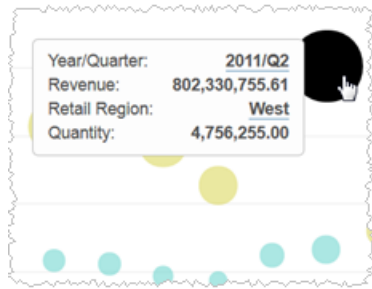 Year/Quarter: 2011/Q2
Revenue: 802,330,755.61
Retail Region: West
Quantity: 4,756,255.00